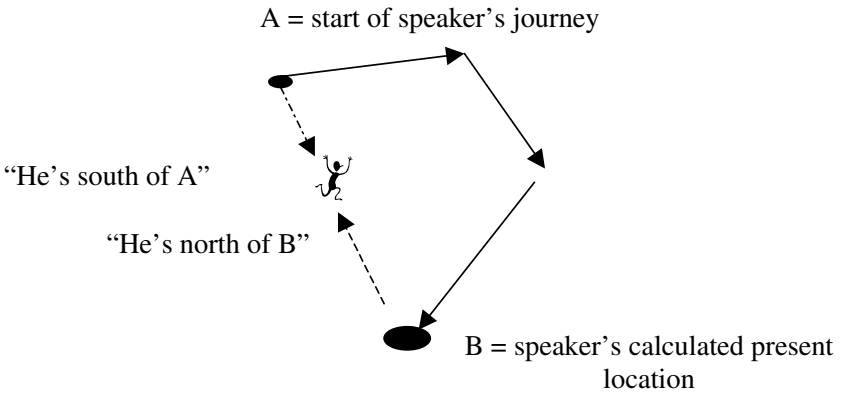 A = start of speaker’s journey
“He’s south of A”
“He’s north of B”
B = speaker’s calculated present
location